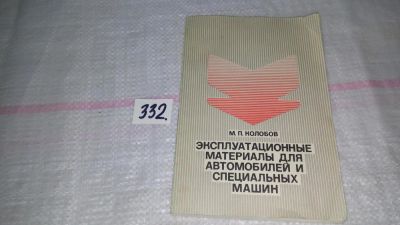 332
М. П. КОЛОБОВ
ЭКСПЛУАТАЦИОННЫЕ
МАТЕРИАЛЫ ДЛЯ
АВТОМОБИЛЕЙ И
СПЕЦИАЛЬНЫХ
МАШИН